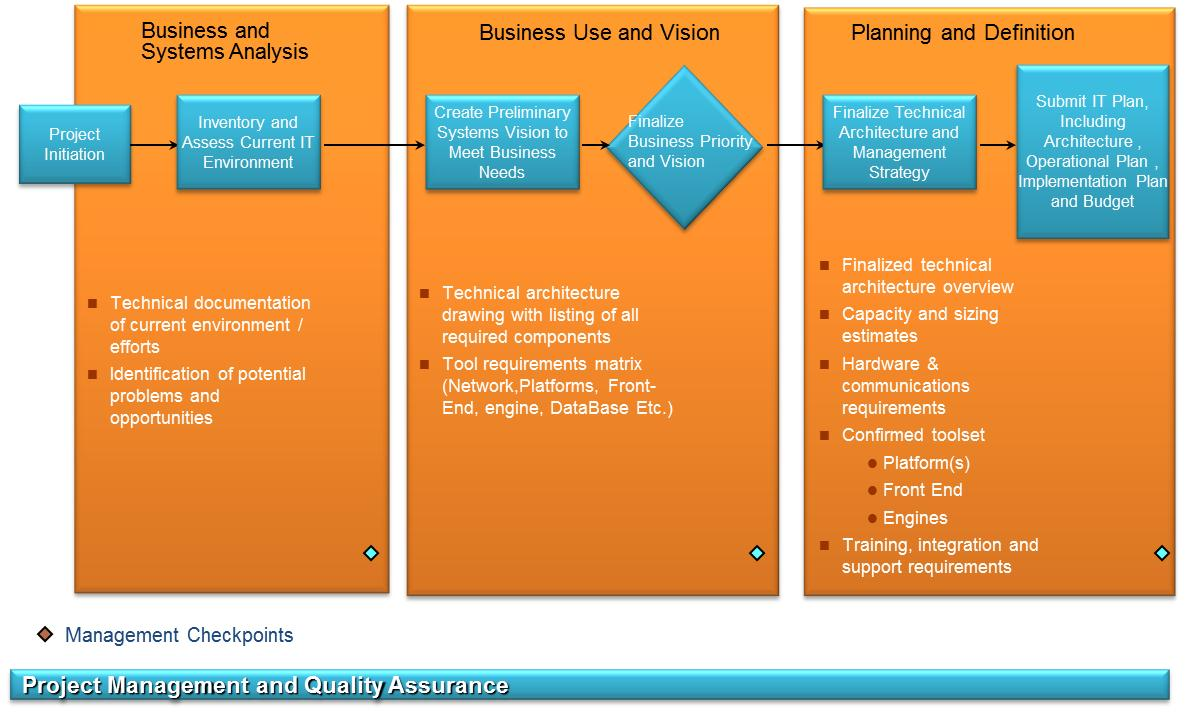 Business and
Systems Analysis
Project
Initiation
Inventory and
Assess Current IT
Environment
Technical documentation
of current environment /
efforts
Identification of potential
problems and
opportunities
Business Use and Vision
Create Preliminary
Systems Vision to
Meet Business
Needs
Finalize
Business Priority
and Vision
Technical architecture
drawing with listing of all
required components
Tool requirements matrix
(Network,Platforms, Front-
End, engine, DataBase Etc.)
Planning and Definition
Finalize Technical
Architecture and
Management
Strategy
Submit IT Plan,
Including
Architecture ,
Operational Plan ,
Implementation Plan
and Budget
Finalized technical
architecture overview
Capacity and sizing
estimates
Hardware &
communications
requirements
Confirmed toolset
Platform(s)
Front End
Engines
Training, integration and
support requirements
Management Checkpoints
Project Management and Quality Assurance